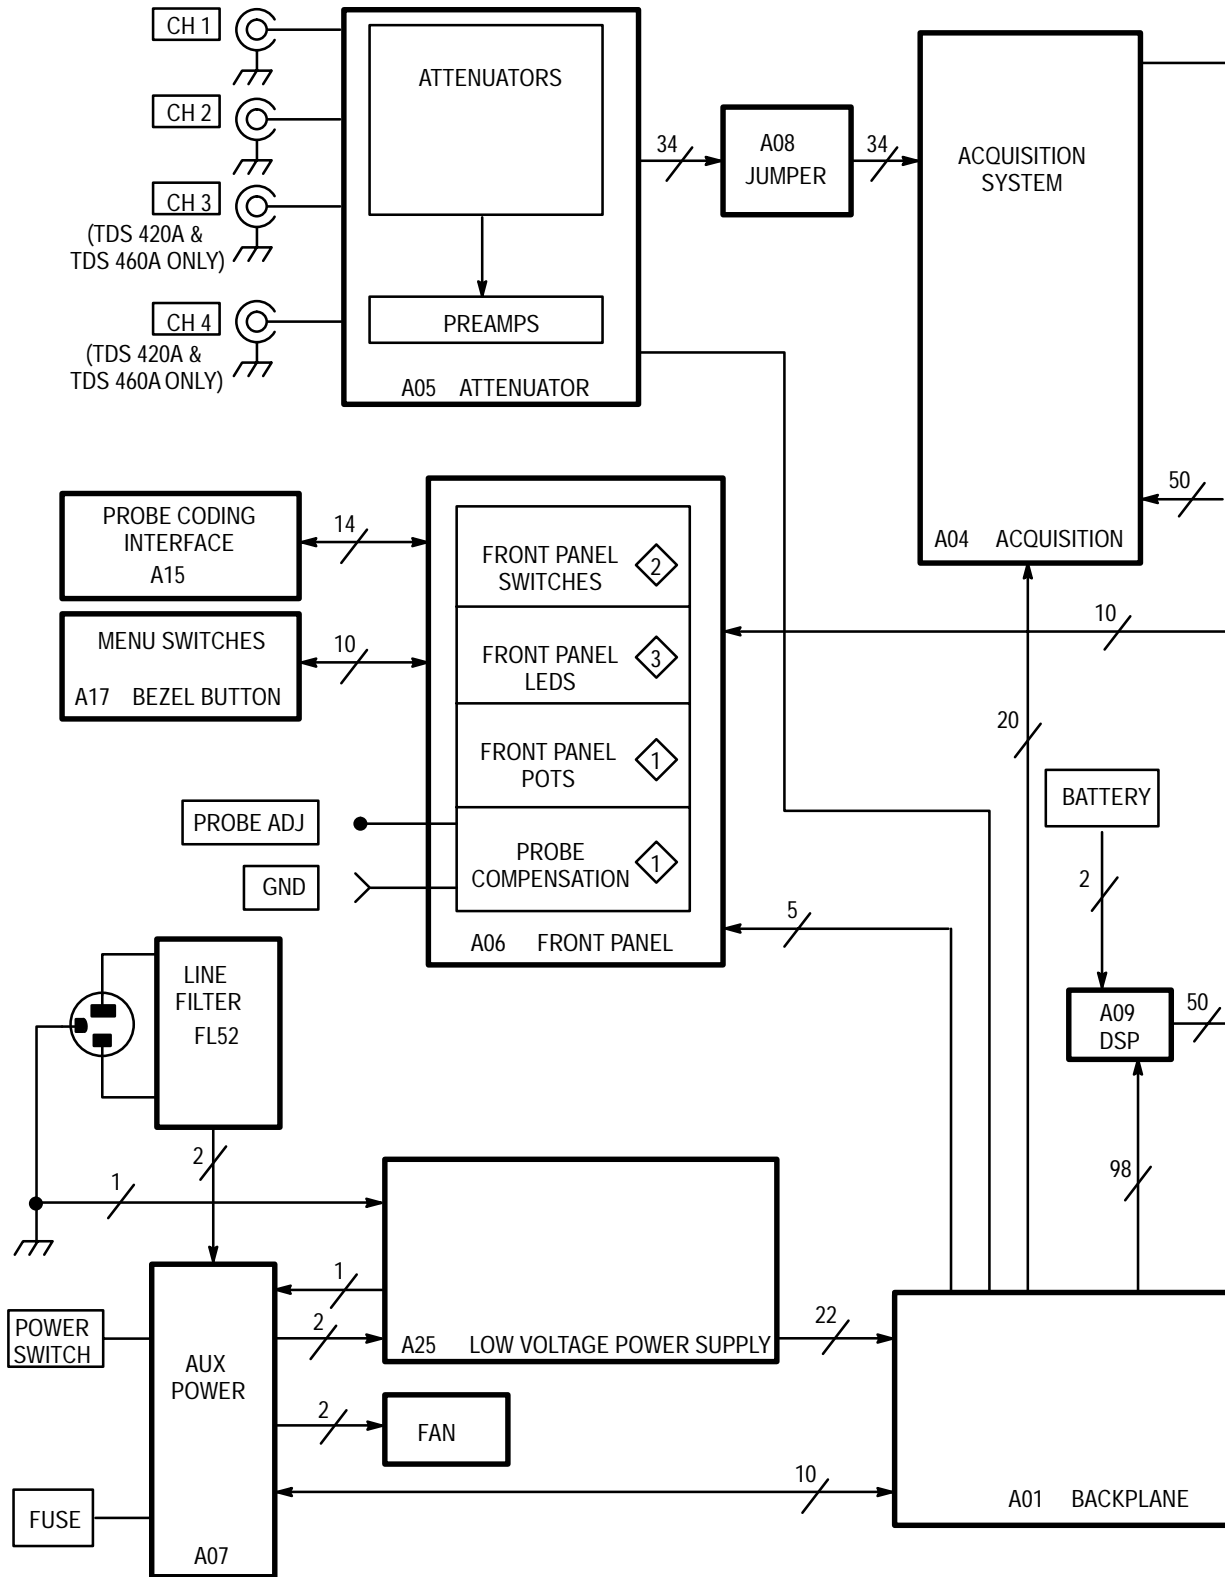 CH 1
CH 2
CH 3
(TDS 420A &
TDS 460A ONLY)
CH 4
(TDS 420A &
TDS 460A ONLY)
ATTENUATORS
PREAMPS
A05 ATTENUATOR
34
A08
JUMPER
34
ACQUISITION
SYSTEM
A04 ACQUISITION
50
PROBE CODING
INTERFACE
A15
14
MENU SWITCHES
A17 BEZEL BUTTON
10
FRONT PANEL
SWITCHES
2
FRONT PANEL
LEDS
3
FRONT PANEL
POTS
1
PROBE
COMPENSATION
1
A06 FRONT PANEL
10
20
PROBE ADJ
GND
5
BATTERY
2
A09
DSP
50
98
LINE
FILTER
FL52
2
1
1
2
A25 LOW VOLTAGE POWER SUPPLY
22
POWER
SWITCH
AUX
POWER
2
FAN
10
FUSE
A07
A01 BACKPLANE